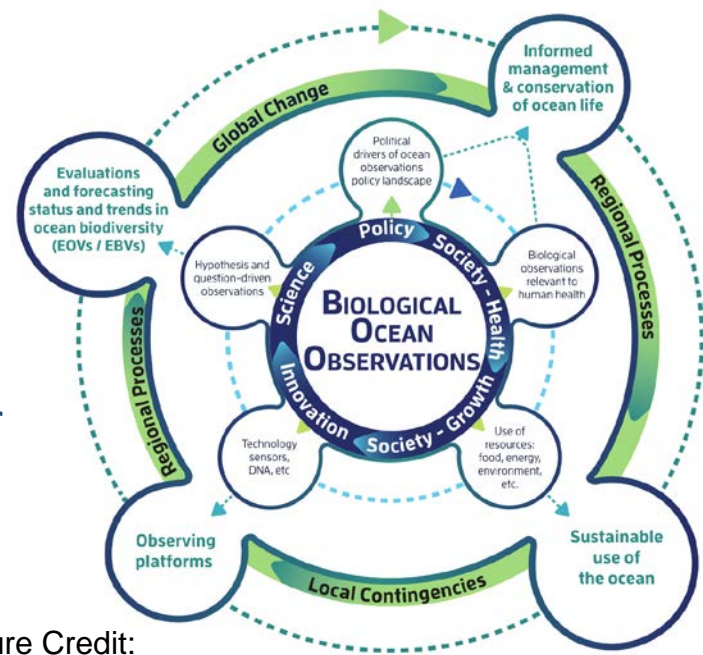 Informed
management
& conservation
of ocean life
Global Change
Political
drivers of ocean
observations
policy landscape
Evaluations
and forecasting
status and trends in
ocean biodiversity
(EOVs / EBVs)
Regional Processes
Hypothesis and
question-driven
observations
Science
Policy
Society - Health
Biological
observations
relevant to
human health
BIOLOGICAL
OCEAN
OBSERVATIONS
Regional Processes
Innovation
Society - Growth
Technology
sensors,
DNA, etc
Use of
resources:
food, energy,
environment,
etc.
Observing
platforms
Sustainable
use of
the ocean
Local Contingencies
ure Credit: